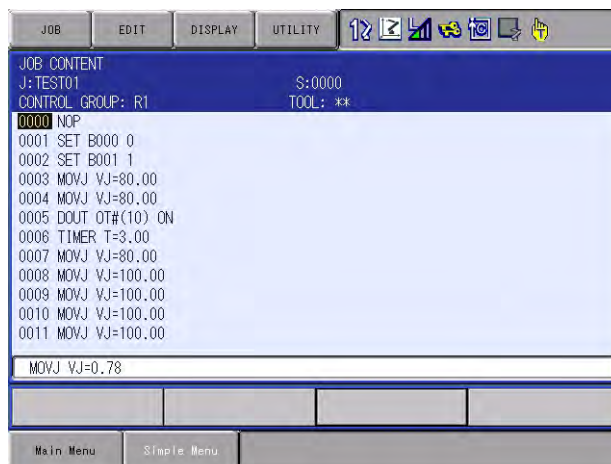 JOB EDIT DISPLAY UTILITY
JOB CONTENT
J:TEST01 S:0000
CONTROL GROUP: R1 TOOL: **
0000 NOP
0001 SET B000 0
0002 SET B001 1
0003 MOVJ VJ=80.00
0004 MOVJ VJ=80.00
0005 DOUT OT#(10) ON
0006 TIMER T=3.00
0007 MOVJ VJ=80.00
0008 MOVJ VJ=100.00
0009 MOVJ VJ=100.00
0010 MOVJ VJ=100.00
0011 MOVJ VJ=100.00
MOVJ VJ=0.78
Main Menu Simple Menu